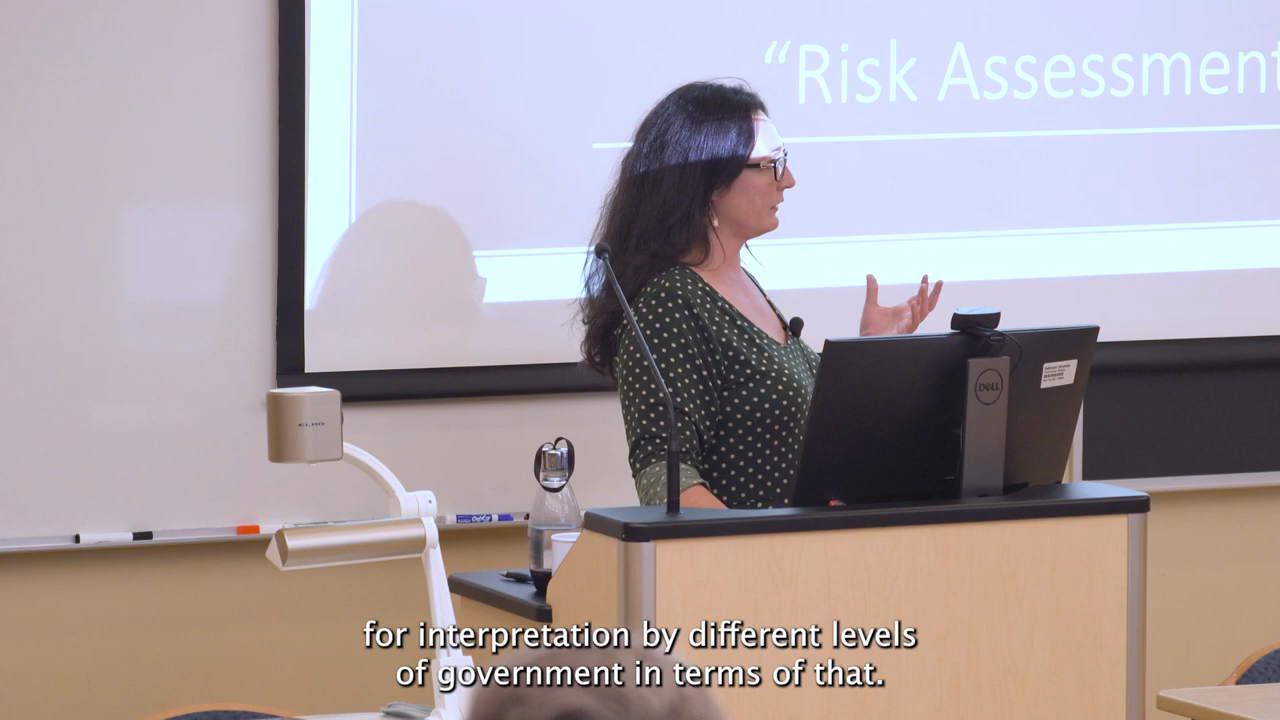 “Risk Assessment
ELMO
DELL
for interpretation by different levels
of government in terms of that.